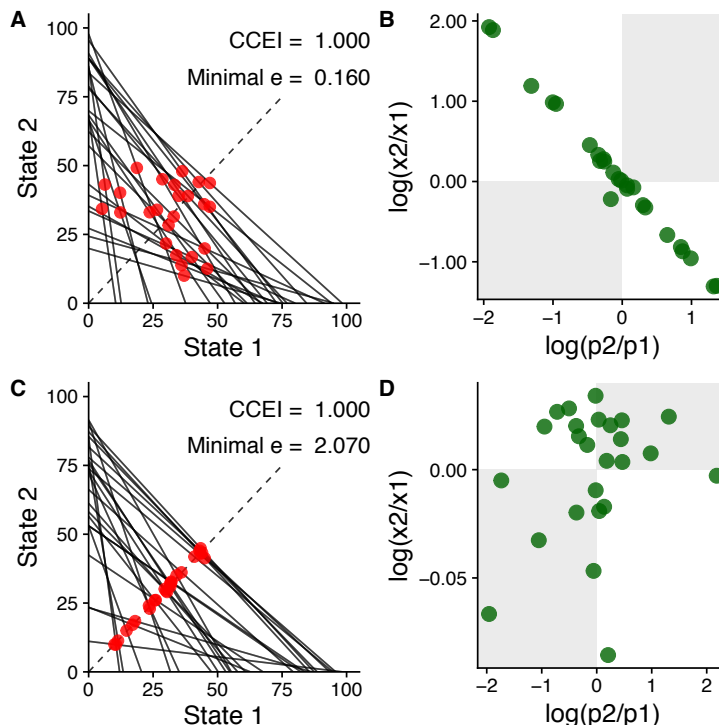 A
CCEI = 1.000
Minimal e = 0.160
100
75
50
25
0
0 25 50 75 100
State 2
State 1
B
2.00
1.00
0.00
−1.00
−2 −1 0 1
log(x2/x1)
log(p2/p1)
C
CCEI = 1.000
Minimal e = 2.070
100
75
50
25
0
0 25 50 75 100
State 2
State 1
D
0.00
−0.05
−2 −1 0 1 2
log(x2/x1)
log(p2/p1)